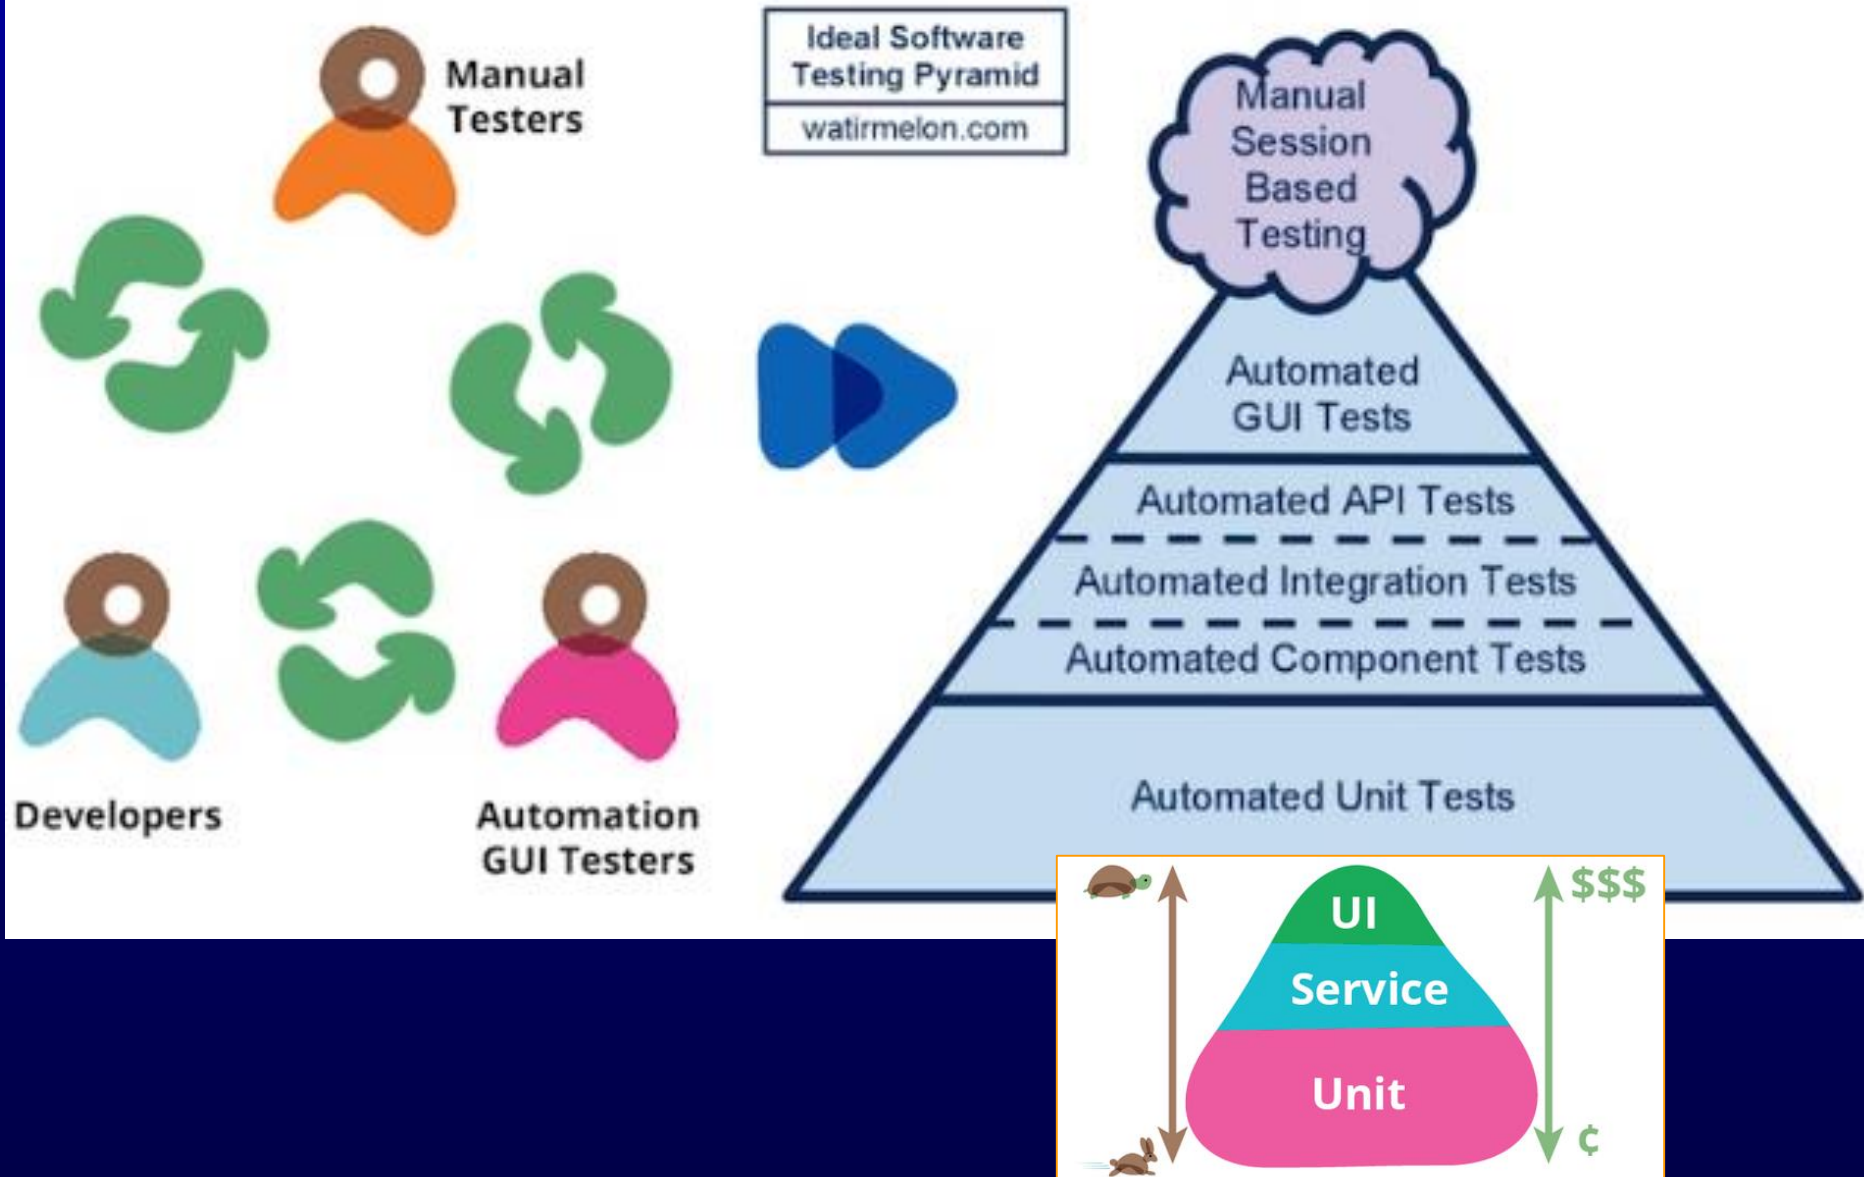 Manual
Testers
Developers
Automation
GUI Testers
Ideal Software
Testing Pyramid
watirmelon.com
Manual
Session
Based
Testing
Automated
GUI Tests
Automated API Tests
Automated Integration Tests
Automated Component Tests
Automated Unit Tests
$$$
UI
Service
Unit
¢